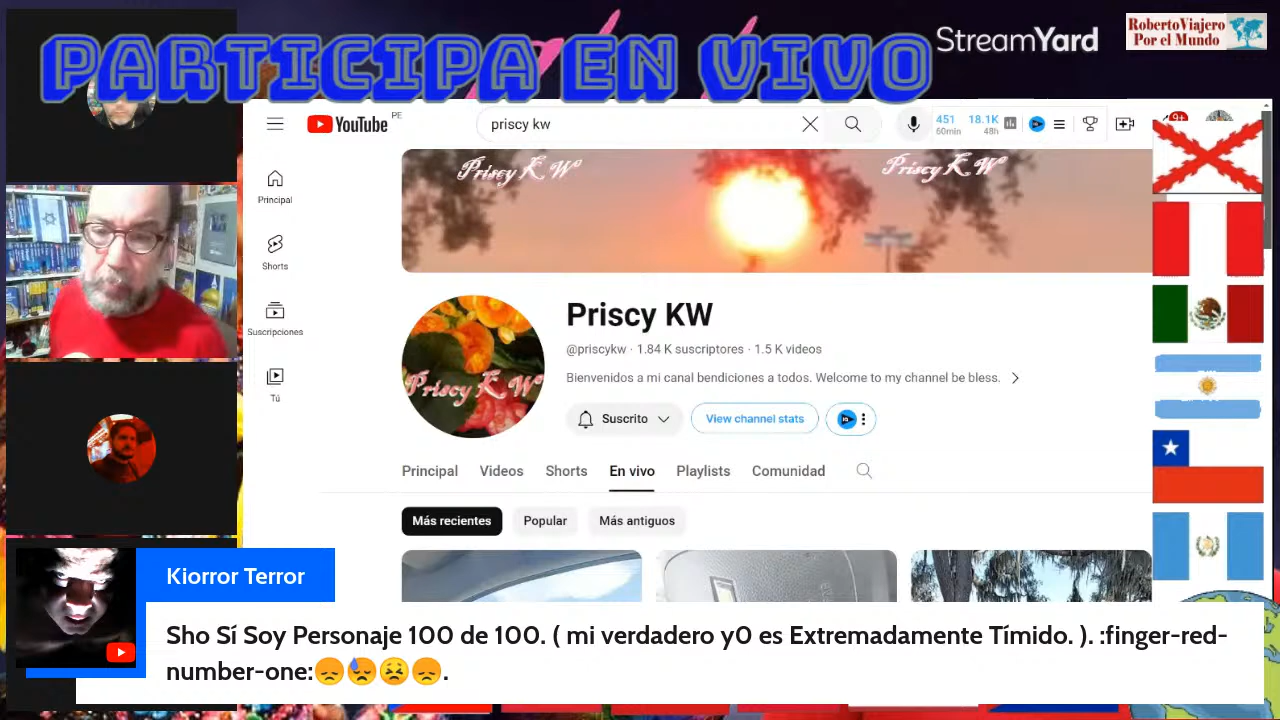 PARTICIPA EN VIVO
StreamYard
RobertoViajero
Por el Mundo
YouTube
PE
priscy kw
451
60min
18.1K
48h
9+
Principal
Shorts
Suscripciones
Tú
Priscy K W
Priscy K W
Priscy K W
Priscy KW
@priscykw · 1.84 K suscriptores · 1.5 K videos
Bienvenidos a mi canal bendiciones a todos. Welcome to my channel be bless.
Suscrito
View channel stats
Principal Videos Shorts En vivo Playlists Comunidad
Más recientes Popular Más antiguos
Kiorror Terror
Sho Sí Soy Personaje 100 de 100. ( mi verdadero y0 es Extremadamente Tímido. ). :finger-red-
number-one:😞😓😣😞.